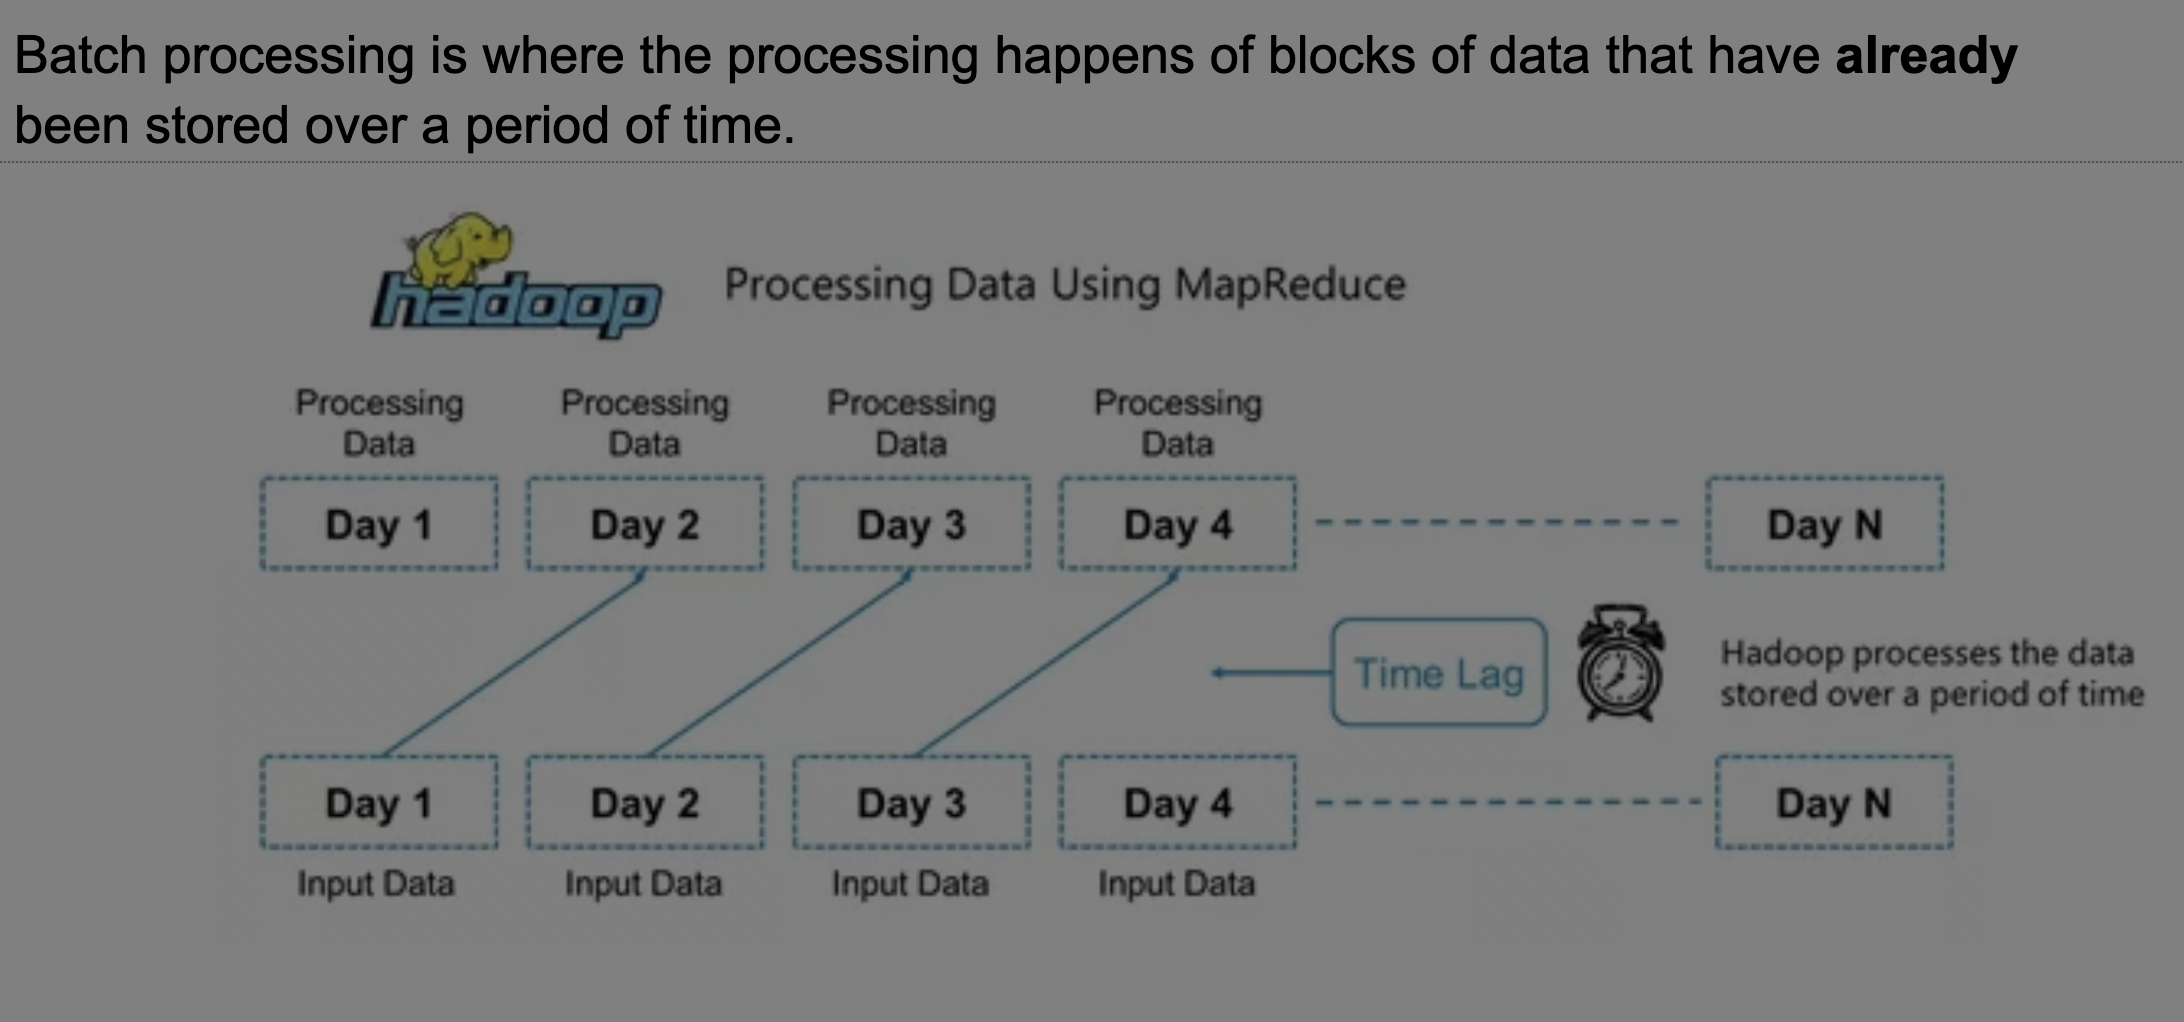 Batch processing is where the processing happens of blocks of data that have already
been stored over a period of time.
hadoop
Processing Data Using MapReduce
Processing
Data
Processing
Data
Processing
Data
Processing
Data
Day 1
Day 2
Day 3
Day 4
Day N
Time Lag
Hadoop processes the data
stored over a period of time
Day 1
Day 2
Day 3
Day 4
Day N
Input Data
Input Data
Input Data
Input Data